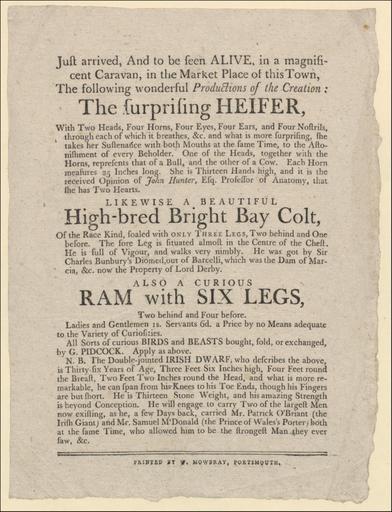 Juſt arrived, And to be ſeen ALIVE, in a magnifi-
cent Caravan, in the Market Place of this Town,
The following wonderful Productions of the Creation:
The ſurpriſing HEIFER,
With Two Heads, Four Horns, Four Eyes, Four Ears, and Four Noſtrils,
through each of which it breathes, &c. and what is more ſurpriſing, ſhe
takes her Suſtenance with both Mouths at the ſame Time, to the Aſto-
niſhment of every Beholder. One of the Heads, together with the
Horns, repreſents that of a Bull, and the other of a Cow. Each Horn
meaſures 25 Inches long. She is Thirteen Hands high, and it is the
received Opinion of John Hunter, Eſq. Profeſſor of Anatomy, that
ſhe has Two Hearts.
LIKEWISE A BEAUTIFUL
High-bred Bright Bay Colt,
Of the Race Kind, foaled with ONLY THREE LEGS, Two behind and One
before. The fore Leg is ſituated almoſt in the Centre of the Cheſt.
He is full of Vigour, and walks very nimbly. He was got by Sir
Charles Bunbury's Diomed, out of Barcelli, which was the Dam of Mar-
cia, &c. now the Property of Lord Derby.
ALSO A CURIOUS
RAM with SIX LEGS,
Two behind and Four before.
Ladies and Gentlemen 1s. Servants 6d. a Price by no Means adequate
to the Variety of Curioſities.
All Sorts of curious BIRDS and BEASTS bought, ſold, or exchanged,
by G. PIDCOCK. Apply as above.
N. B. The Double-jointed IRISH DWARF, who deſcribes the above,
is Thirty-ſix Years of Age, Three Feet Six Inches high, Four Feet round
the Breaſt, Two Feet Two Inches round the Head, and what is more re-
markable, he can ſpan from his Knees to his Toe Ends, though his Fingers
are but ſhort. He is Thirteen Stone Weight, and his amazing Strength
is beyond Conception. He will engage to carry Two of the largeſt Men
now exiſting, as he, a few Days back, carried Mr. Patrick O'Briant (the
Iriſh Giant) and Mr. Samuel M'Donald (the Prince of Wales's Porter) both
at the ſame Time, who allowed him to be the ſtrongeſt Man they ever
ſaw, &c.
PRINTED BY W. MOWBRAY, PORTSMOUTH.